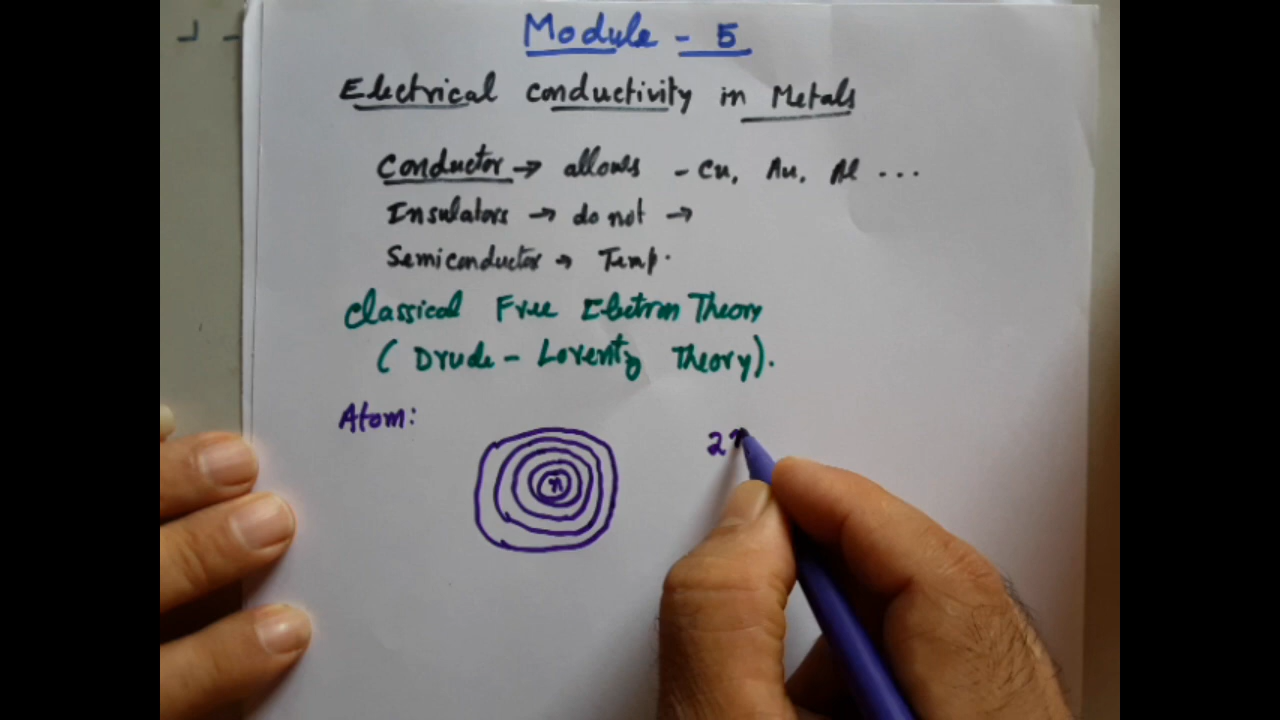 Module - 5
Electrical conductivity in Metals
Conductor → allows - Cu, Au, Al ...
Insulators → do not →
Semiconductor → Temp.
Classical Free Electron Theory
( Drude - Lorentz Theory).
Atom:
n
2n